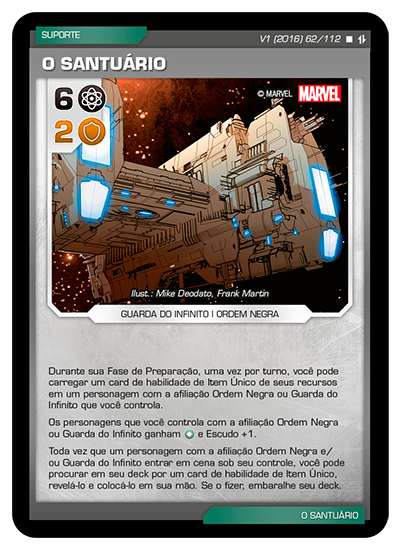 SUPORTE
V1 (2016) 62/112
O SANTUÁRIO
6
© MARVEL MARVEL
2
Illust.: Mike Deodato, Frank Martin
GUARDA DO INFINITO | ORDEM NEGRA
Durante sua Fase de Preparação, uma vez por turno, você pode
carregar um card de habilidade de Item Único de seus recursos
em um personagem com a afiliação Ordem Negra ou Guarda do
Infinito que você controla.
Os personagens que você controla com a afiliação Ordem Negra
ou Guarda do Infinito ganham e Escudo +1.
Toda vez que um personagem com a afiliação Ordem Negra e/
ou Guarda do Infinito entrar em cena sob seu controle, você pode
procurar em seu deck por um card de habilidade de Item Único,
revelá-lo e colocá-lo em sua mão. Se o fizer, embaralhe seu deck.
O SANTUÁRIO